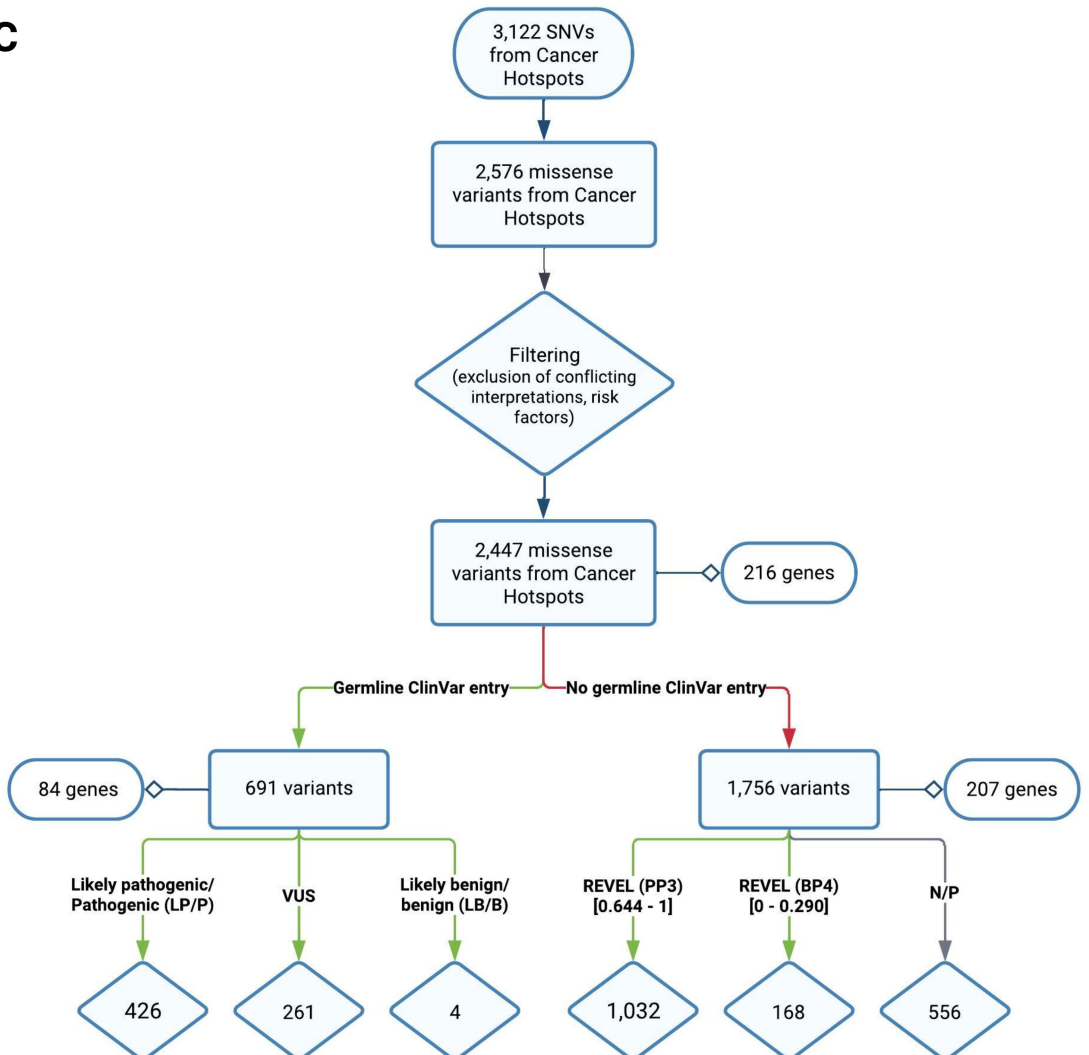 C
3,122 SNVs
from Cancer
Hotspots
2,576 missense
variants from Cancer
Hotspots
Filtering
(exclusion of conflicting
interpretations, risk
factors)
2,447 missense
variants from Cancer
Hotspots
216 genes
Germline ClinVar entry
No germline ClinVar entry
84 genes
691 variants
1,756 variants
207 genes
Likely pathogenic/
Pathogenic (LP/P)
VUS
Likely benign/
benign (LB/B)
REVEL (PP3)
[0.644 - 1]
REVEL (BP4)
[0 - 0.290]
N/P
426
261
4
1,032
168
556